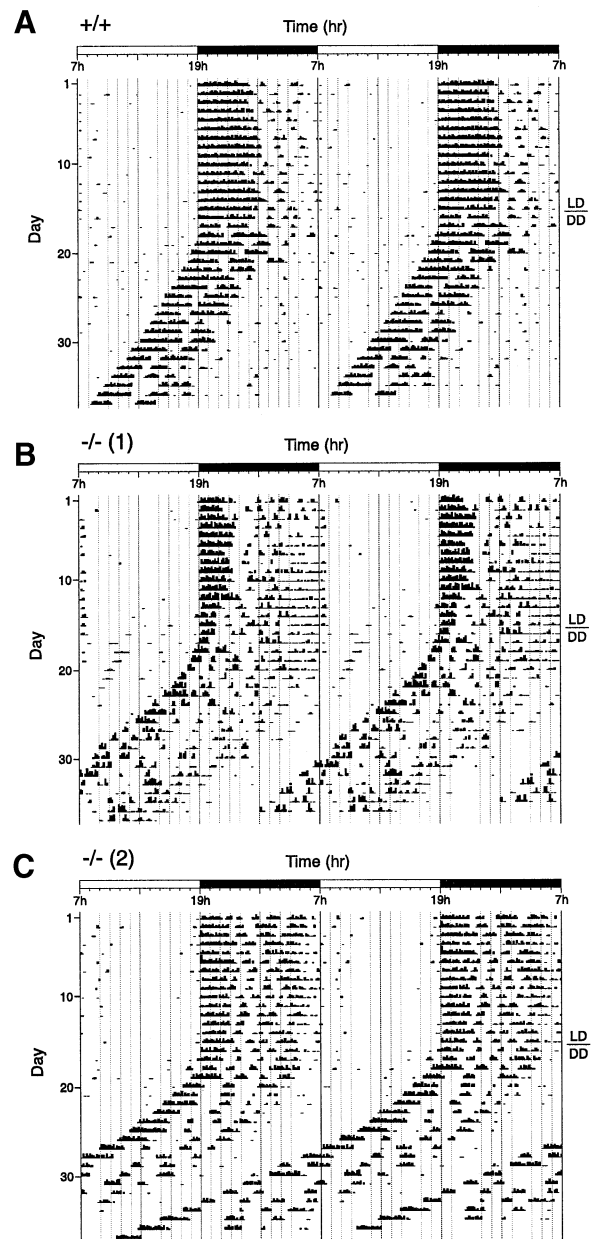 A
+/+
Time (hr)
7h 19h 7h 19h 7h
1
10
20
30
Day
LD
DD
B
-/- (1)
Time (hr)
7h 19h 7h 19h 7h
1
10
20
30
Day
LD
DD
C
-/- (2)
Time (hr)
7h 19h 7h 19h 7h
1
10
20
30
Day
LD
DD